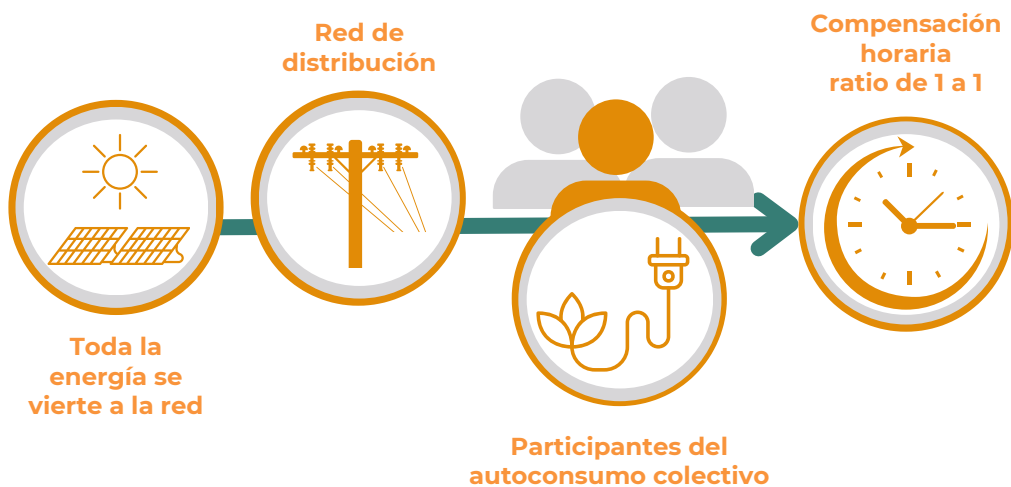 Toda la
energía se
vierte a la red
Red de
distribución
Participantes del
autoconsumo colectivo
Compensación
horaria
ratio de 1 a 1